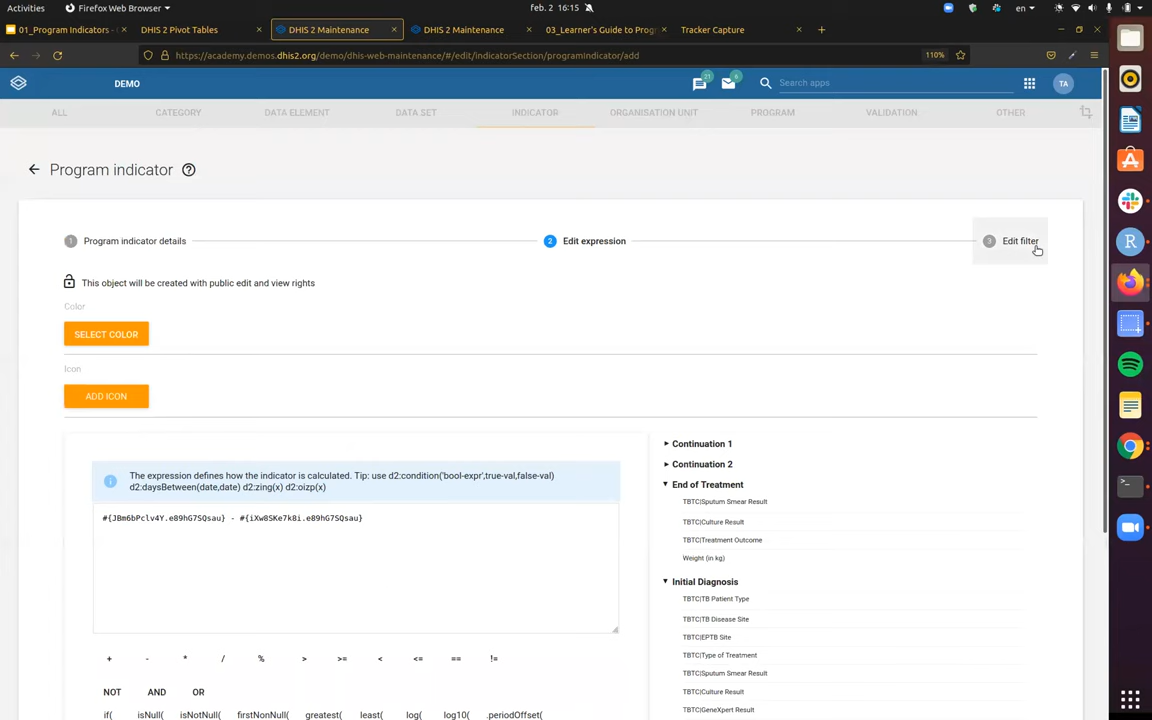 Activities
Firefox Web Browser
feb. 2 16:15
en
01_Program Indicators -
DHIS 2 Pivot Tables
DHIS 2 Maintenance
DHIS 2 Maintenance
03_Learner's Guide to Prog
Tracker Capture
https://academy.demos.dhis2.org/demo/dhis-web-maintenance/#/edit/indicatorSection/programIndicator/add
110%
DEMO
21
6
Search apps
TA
ALL
CATEGORY
DATA ELEMENT
DATA SET
INDICATOR
ORGANISATION UNIT
PROGRAM
VALIDATION
OTHER
Program indicator
1 Program indicator details
2 Edit expression
3 Edit filter
This object will be created with public edit and view rights
Color
SELECT COLOR
Icon
ADD ICON
The expression defines how the indicator is calculated. Tip: use d2:condition('bool-expr',true-val,false-val)
d2:daysBetween(date,date) d2:zing(x) d2:oizp(x)
#{JBm6bPclv4Y.e89hG7SQsau} - #{iXw8SKe7k8i.e89hG7SQsau}
+ - * / % > >= < <= == !=
NOT AND OR
if( isNull( isNotNull( firstNonNull( greatest( least( log( log10( .periodOffset(
Continuation 1
Continuation 2
End of Treatment
TBTC|Sputum Smear Result
TBTC|Culture Result
TBTC|Treatment Outcome
Weight (in kg)
Initial Diagnosis
TBTC|TB Patient Type
TBTC|TB Disease Site
TBTC|EPTB Site
TBTC|Type of Treatment
TBTC|Sputum Smear Result
TBTC|Culture Result
TBTC|GeneXpert Result